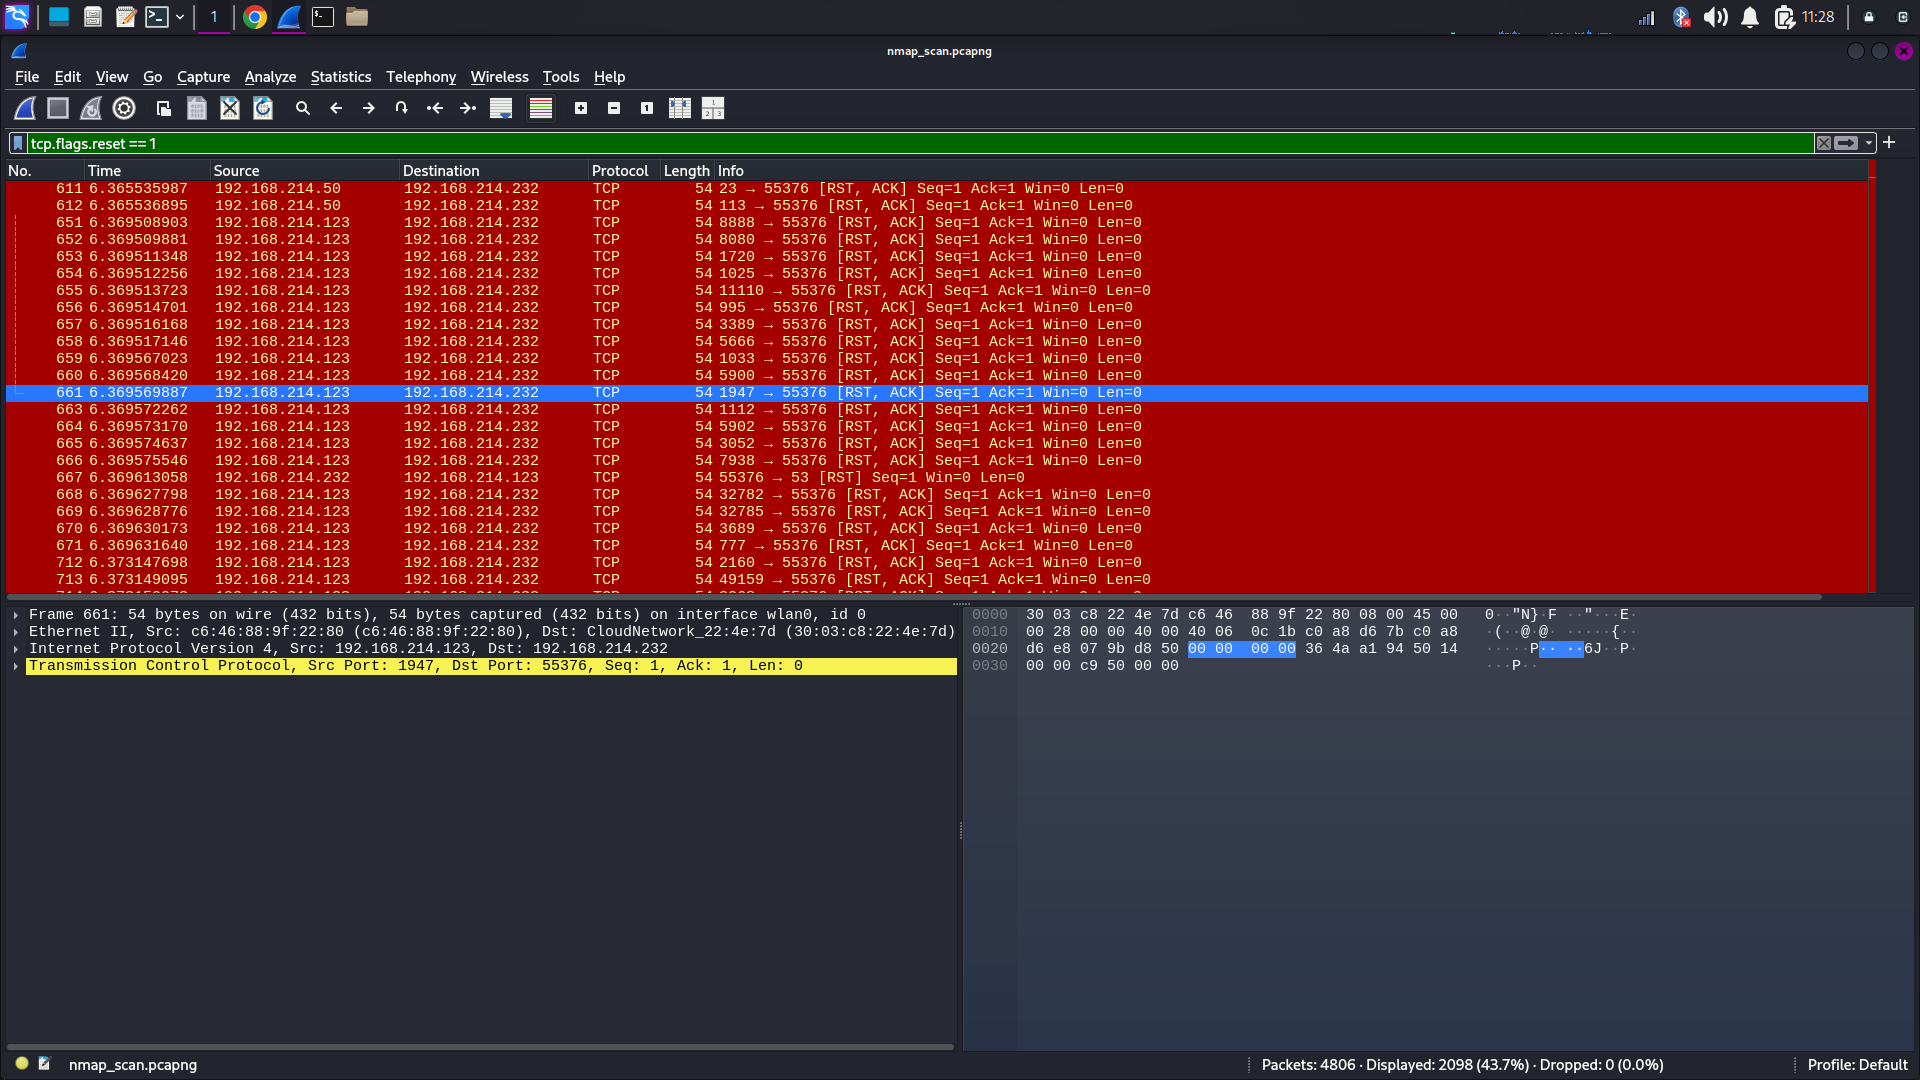 1
11:28
nmap_scan.pcapng
File Edit View Go Capture Analyze Statistics Telephony Wireless Tools Help
tcp.flags.reset == 1
No. Time Source Destination Protocol Length Info
611 6.365535987 192.168.214.50 192.168.214.232 TCP 54 23 → 55376 [RST, ACK] Seq=1 Ack=1 Win=0 Len=0
612 6.365536895 192.168.214.50 192.168.214.232 TCP 54 113 → 55376 [RST, ACK] Seq=1 Ack=1 Win=0 Len=0
651 6.369508903 192.168.214.123 192.168.214.232 TCP 54 8888 → 55376 [RST, ACK] Seq=1 Ack=1 Win=0 Len=0
652 6.369509881 192.168.214.123 192.168.214.232 TCP 54 8080 → 55376 [RST, ACK] Seq=1 Ack=1 Win=0 Len=0
653 6.369511348 192.168.214.123 192.168.214.232 TCP 54 1720 → 55376 [RST, ACK] Seq=1 Ack=1 Win=0 Len=0
654 6.369512256 192.168.214.123 192.168.214.232 TCP 54 1025 → 55376 [RST, ACK] Seq=1 Ack=1 Win=0 Len=0
655 6.369513723 192.168.214.123 192.168.214.232 TCP 54 11110 → 55376 [RST, ACK] Seq=1 Ack=1 Win=0 Len=0
656 6.369514701 192.168.214.123 192.168.214.232 TCP 54 995 → 55376 [RST, ACK] Seq=1 Ack=1 Win=0 Len=0
657 6.369516168 192.168.214.123 192.168.214.232 TCP 54 3389 → 55376 [RST, ACK] Seq=1 Ack=1 Win=0 Len=0
658 6.369517146 192.168.214.123 192.168.214.232 TCP 54 5666 → 55376 [RST, ACK] Seq=1 Ack=1 Win=0 Len=0
659 6.369567023 192.168.214.123 192.168.214.232 TCP 54 1033 → 55376 [RST, ACK] Seq=1 Ack=1 Win=0 Len=0
660 6.369568420 192.168.214.123 192.168.214.232 TCP 54 5900 → 55376 [RST, ACK] Seq=1 Ack=1 Win=0 Len=0
661 6.369569887 192.168.214.123 192.168.214.232 TCP 54 1947 → 55376 [RST, ACK] Seq=1 Ack=1 Win=0 Len=0
663 6.369572262 192.168.214.123 192.168.214.232 TCP 54 1112 → 55376 [RST, ACK] Seq=1 Ack=1 Win=0 Len=0
664 6.369573170 192.168.214.123 192.168.214.232 TCP 54 5902 → 55376 [RST, ACK] Seq=1 Ack=1 Win=0 Len=0
665 6.369574637 192.168.214.123 192.168.214.232 TCP 54 3052 → 55376 [RST, ACK] Seq=1 Ack=1 Win=0 Len=0
666 6.369575546 192.168.214.123 192.168.214.232 TCP 54 7938 → 55376 [RST, ACK] Seq=1 Ack=1 Win=0 Len=0
667 6.369613058 192.168.214.232 192.168.214.123 TCP 54 55376 → 53 [RST] Seq=1 Win=0 Len=0
668 6.369627798 192.168.214.123 192.168.214.232 TCP 54 32782 → 55376 [RST, ACK] Seq=1 Ack=1 Win=0 Len=0
669 6.369628776 192.168.214.123 192.168.214.232 TCP 54 32785 → 55376 [RST, ACK] Seq=1 Ack=1 Win=0 Len=0
670 6.369630173 192.168.214.123 192.168.214.232 TCP 54 3689 → 55376 [RST, ACK] Seq=1 Ack=1 Win=0 Len=0
671 6.369631640 192.168.214.123 192.168.214.232 TCP 54 777 → 55376 [RST, ACK] Seq=1 Ack=1 Win=0 Len=0
712 6.373147698 192.168.214.123 192.168.214.232 TCP 54 2160 → 55376 [RST, ACK] Seq=1 Ack=1 Win=0 Len=0
713 6.373149095 192.168.214.123 192.168.214.232 TCP 54 49159 → 55376 [RST, ACK] Seq=1 Ack=1 Win=0 Len=0
Frame 661: 54 bytes on wire (432 bits), 54 bytes captured (432 bits) on interface wlan0, id 0
Ethernet II, Src: c6:46:88:9f:22:80 (c6:46:88:9f:22:80), Dst: CloudNetwork_22:4e:7d (30:03:c8:22:4e:7d)
Internet Protocol Version 4, Src: 192.168.214.123, Dst: 192.168.214.232
Transmission Control Protocol, Src Port: 1947, Dst Port: 55376, Seq: 1, Ack: 1, Len: 0
0000 30 03 c8 22 4e 7d c6 46 88 9f 22 80 08 00 45 00 0··"N}·F ··"···E·
0010 00 28 00 00 40 00 40 06 0c 1b c0 a8 d6 7b c0 a8 ·(··@·@· ·····{··
0020 d6 e8 07 9b d8 50 00 00 00 00 36 4a a1 94 50 14 ·····P·· ··6J··P·
0030 00 00 c9 50 00 00 ···P··
nmap_scan.pcapng
Packets: 4806 · Displayed: 2098 (43.7%) · Dropped: 0 (0.0%)
Profile: Default